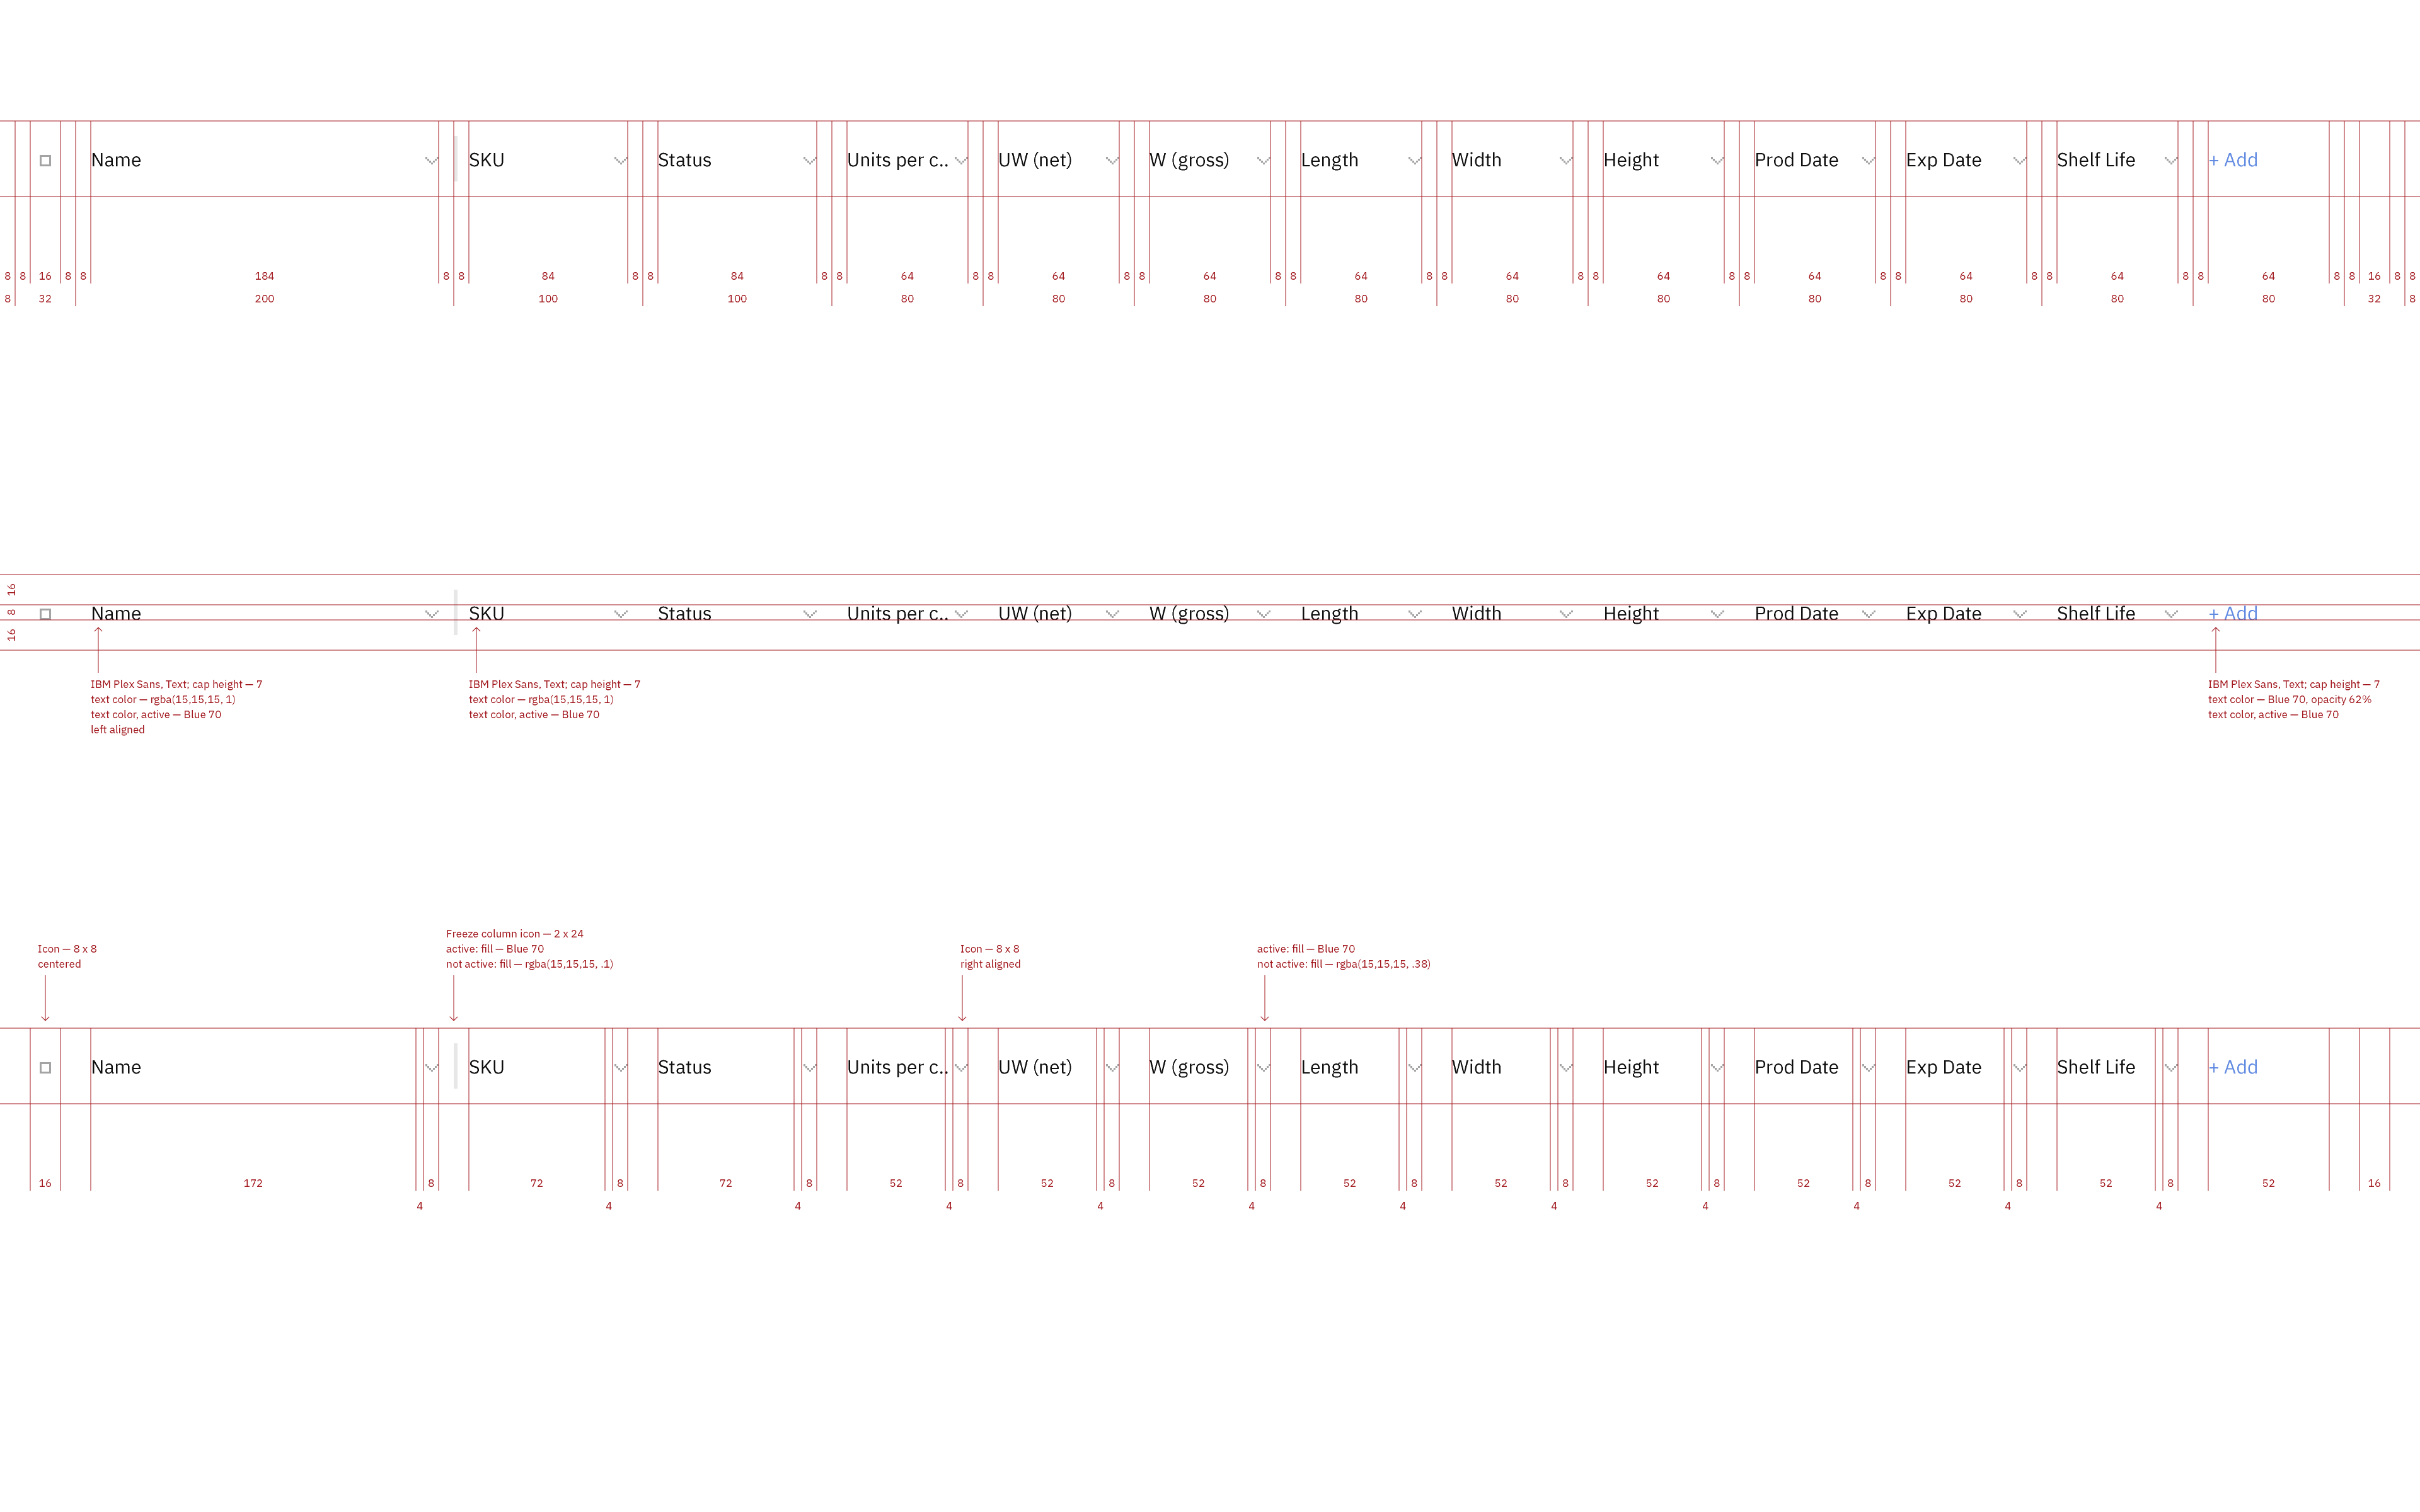 Name SKU Status Units per c.. UW (net) W (gross) Length Width Height Prod Date Exp Date Shelf Life + Add
8 8 16 8 8 184 8 8 84 8 8 84 8 8 64 8 8 64 8 8 64 8 8 64 8 8 64 8 8 64 8 8 64 8 8 64 8 8 64 8 8 64 8 8 16 8 8
8 32 200 100 100 80 80 80 80 80 80 80 80 80 80 32 8
16
8
16
Name SKU Status Units per c.. UW (net) W (gross) Length Width Height Prod Date Exp Date Shelf Life + Add
IBM Plex Sans, Text; cap height — 7
text color — rgba(15,15,15, 1)
text color, active — Blue 70
left aligned
IBM Plex Sans, Text; cap height — 7
text color — rgba(15,15,15, 1)
text color, active — Blue 70
IBM Plex Sans, Text; cap height — 7
text color — Blue 70, opacity 62%
text color, active — Blue 70
Icon — 8 x 8
centered
Freeze column icon — 2 x 24
active: fill — Blue 70
not active: fill — rgba(15,15,15, .1)
Icon — 8 x 8
right aligned
active: fill — Blue 70
not active: fill — rgba(15,15,15, .38)
Name SKU Status Units per c.. UW (net) W (gross) Length Width Height Prod Date Exp Date Shelf Life + Add
16 172 8 72 8 72 8 52 8 52 8 52 8 52 8 52 8 52 8 52 8 52 8 52 8 52 16
4 4 4 4 4 4 4 4 4 4 4 4